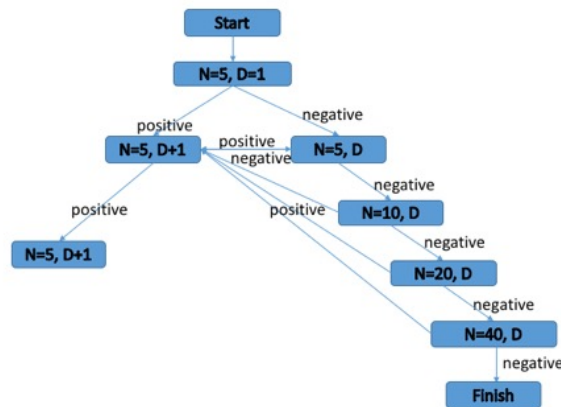 Start
N=5, D=1
positive
negative
N=5, D+1
positive
negative
N=5, D
positive
negative
positive
N=10, D
N=5, D+1
negative
N=20, D
negative
N=40, D
negative
Finish